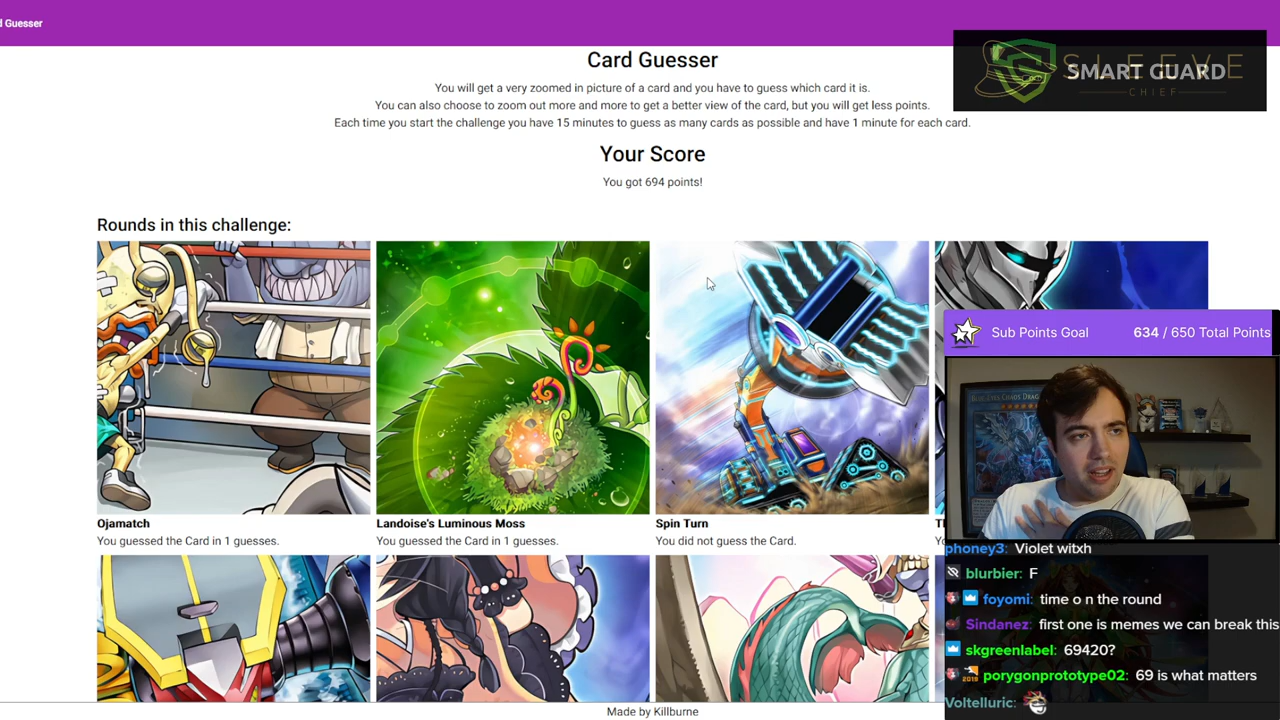 d Guesser
Card Guesser
You will get a very zoomed in picture of a card and you have to guess which card it is.
You can also choose to zoom out more and more to get a better view of the card, but you will get less points.
Each time you start the challenge you have 15 minutes to guess as many cards as possible and have 1 minute for each card.
SLEEVE
CHIEF
SMART GUARD
Your Score
You got 694 points!
Rounds in this challenge:
Ojamatch
You guessed the Card in 1 guesses.
Landoise's Luminous Moss
You guessed the Card in 1 guesses.
Spin Turn
You did not guess the Card.
Sub Points Goal 634 / 650 Total Points
phoney3: Violet witxh
blurbier: F
foyomi: time o n the round
Sindanez: first one is memes we can break this
skgreenlabel: 69420?
porygonprototype02: 69 is what matters
Voltelluric:
2019
Made by Killburne